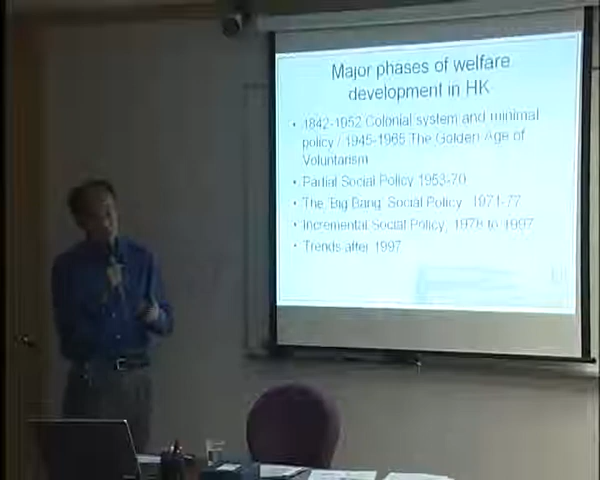 Major phases of welfare
development in HK
• 1842-1952 Colonial system and minimal
policy / 1945-1965 The Golden Age of
Voluntarism
• Partial Social Policy 1953-70
• The Big Bang Social Policy 1971-77
• Incremental Social Policy, 1978 to 1997
• Trends after 1997